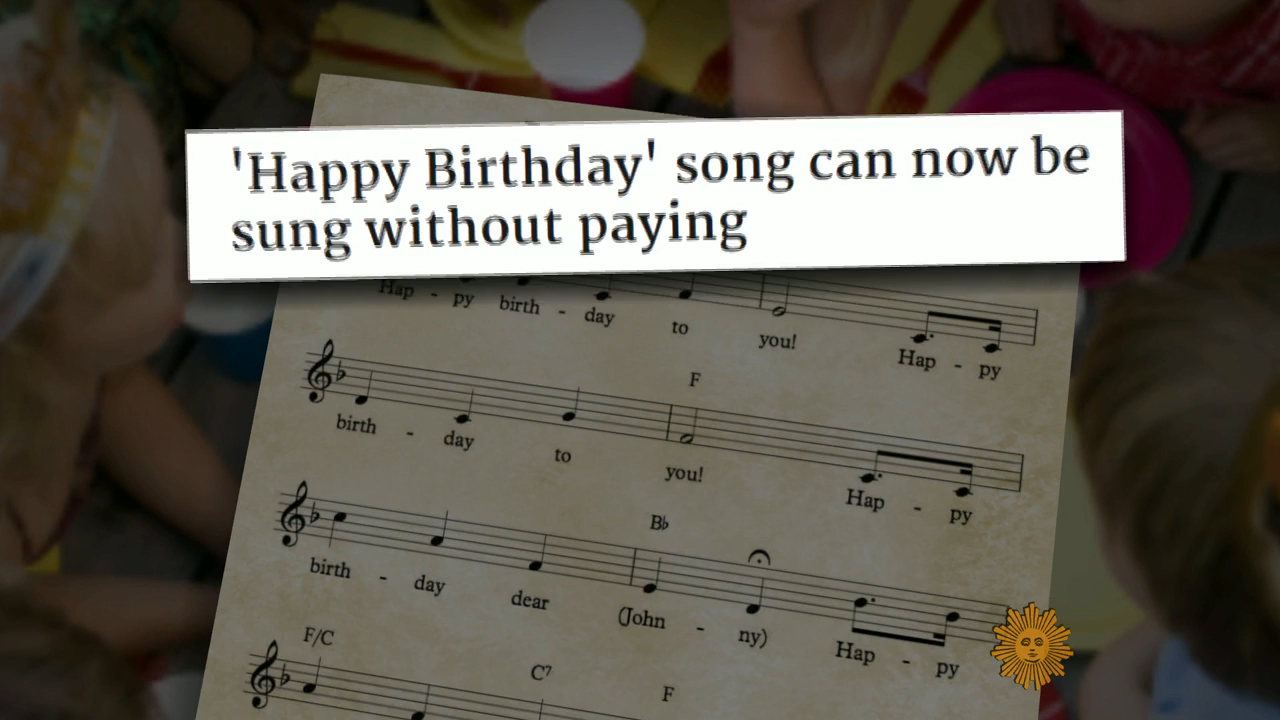 'Happy Birthday' song can now be
sung without paying
Hap - py birth - day to you! Hap - py
F
birth - day to you! Hap - py
B♭
birth - day dear (John - ny) Hap - py
F/C C7 F